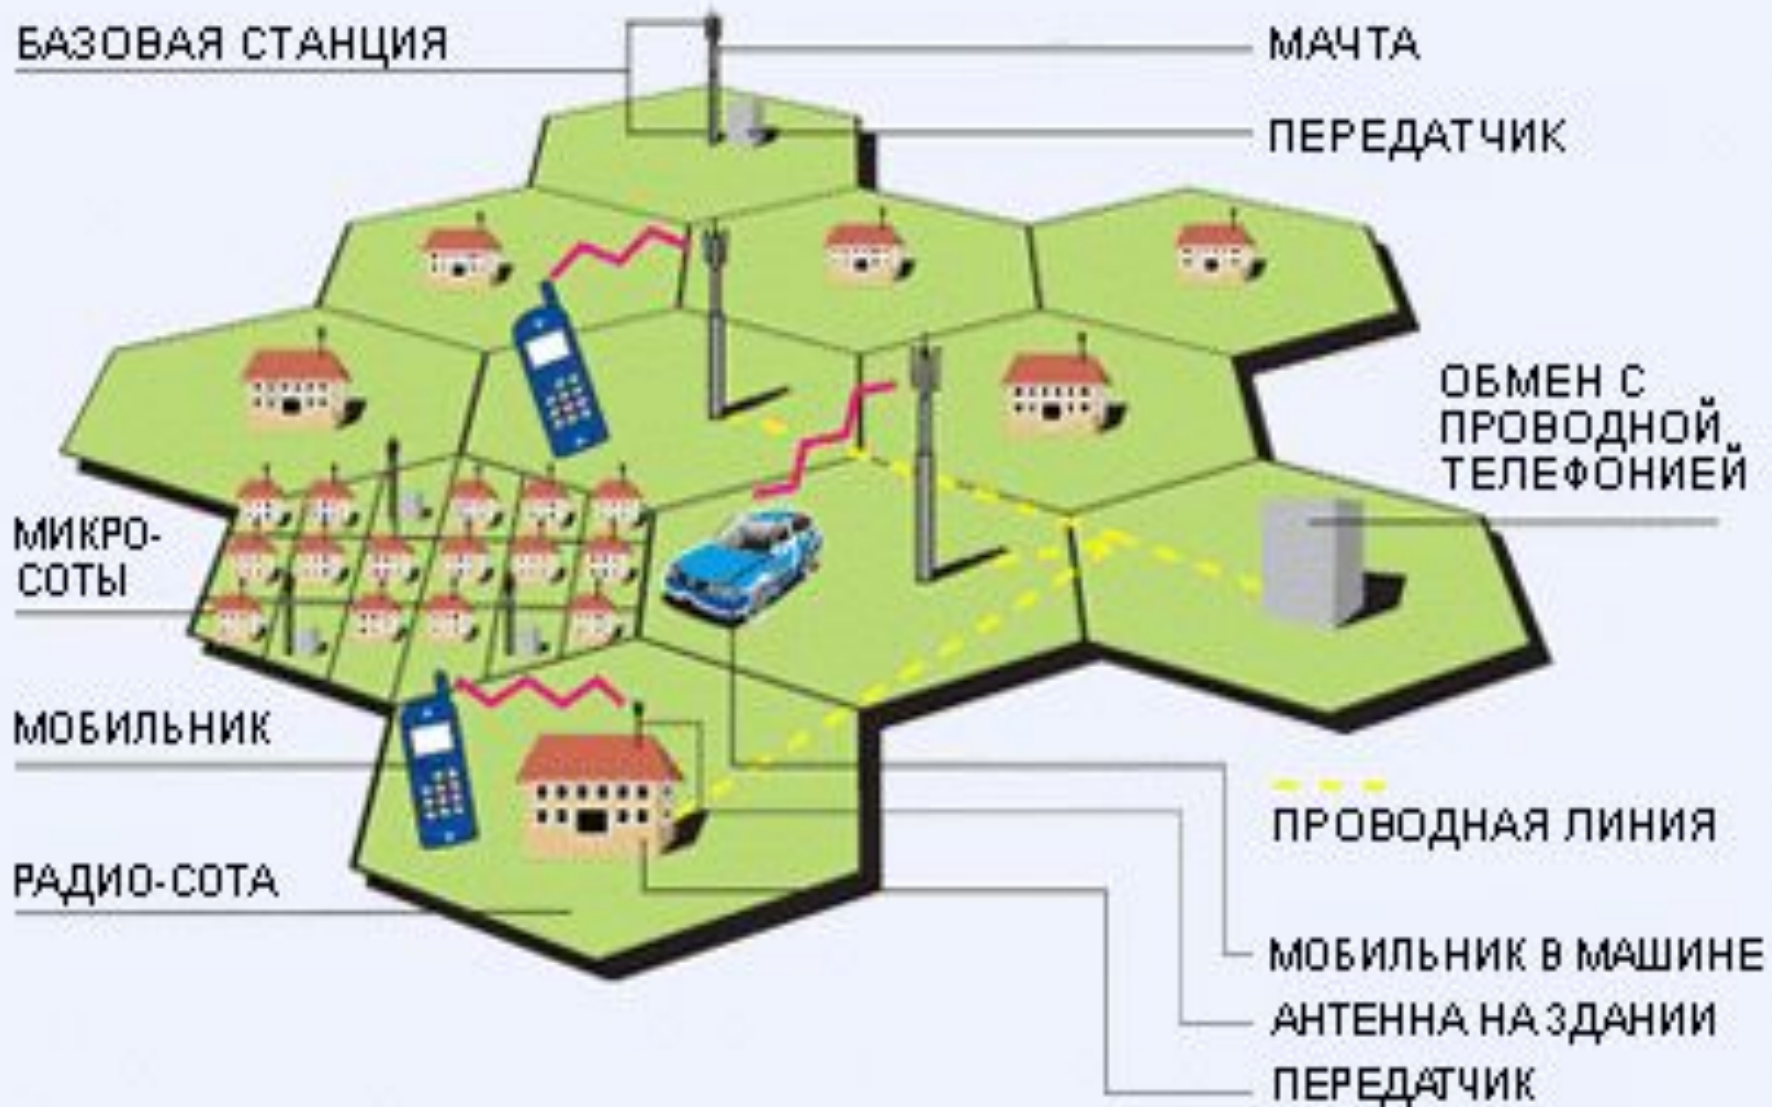 БАЗОВАЯ СТАНЦИЯ
МАЧТА
ПЕРЕДАТЧИК
ОБМЕН С
ПРОВОДНОЙ
ТЕЛЕФОНИЕЙ
МИКРО-
СОТЫ
МОБИЛЬНИК
ПРОВОДНАЯ ЛИНИЯ
РАДИО-СОТА
МОБИЛЬНИК В МАШИНЕ
АНТЕННА НА ЗДАНИИ
ПЕРЕДАТЧИК